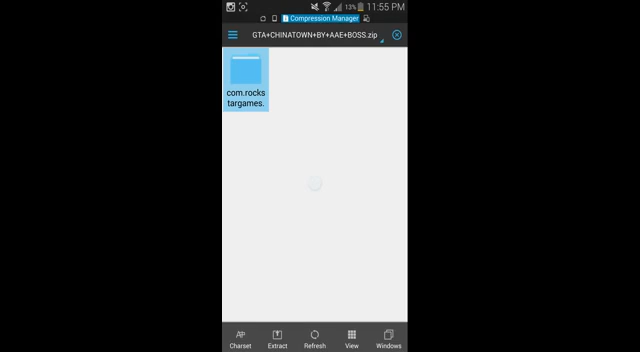 13% 11:55 PM
Compression Manager
GTA+CHINATOWN+BY+AAE+BOSS.zip
com.rocks
targames.
Charset Extract Refresh View Windows